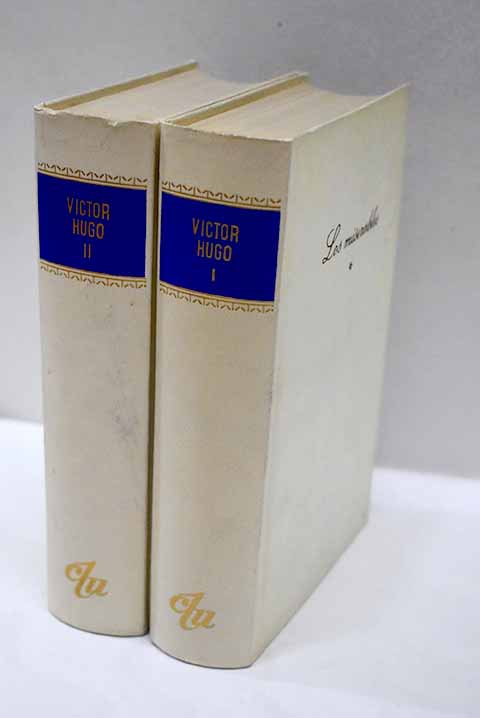 VICTOR
HUGO
II
VICTOR
HUGO
I
Los miserables
*